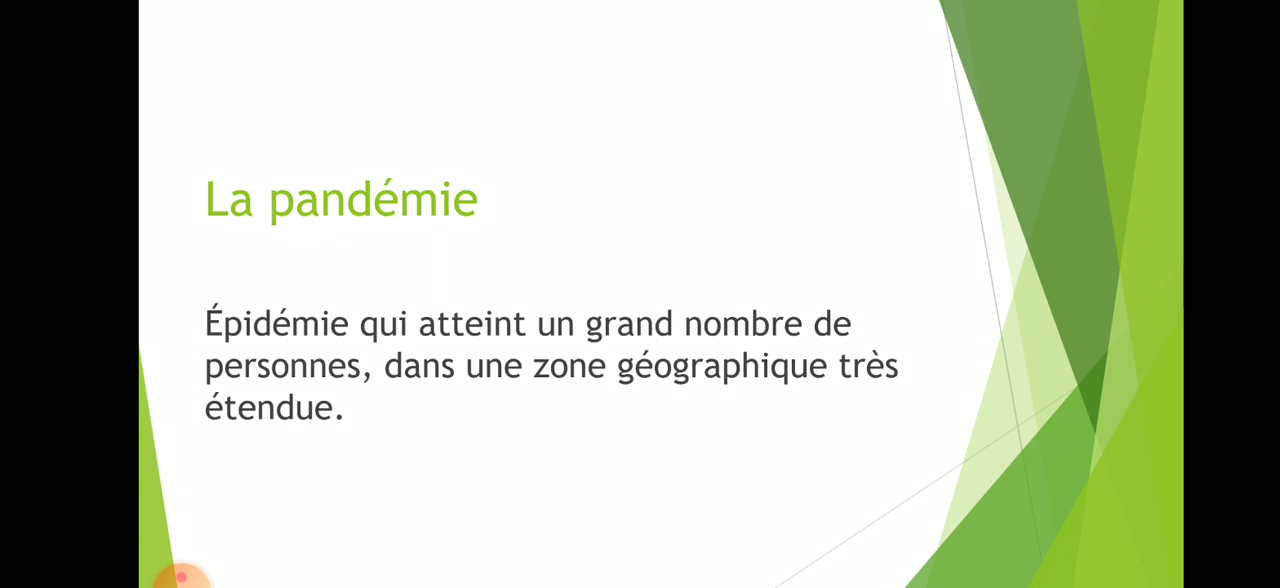 La pandémie
Épidémie qui atteint un grand nombre de
personnes, dans une zone géographique très
étendue.